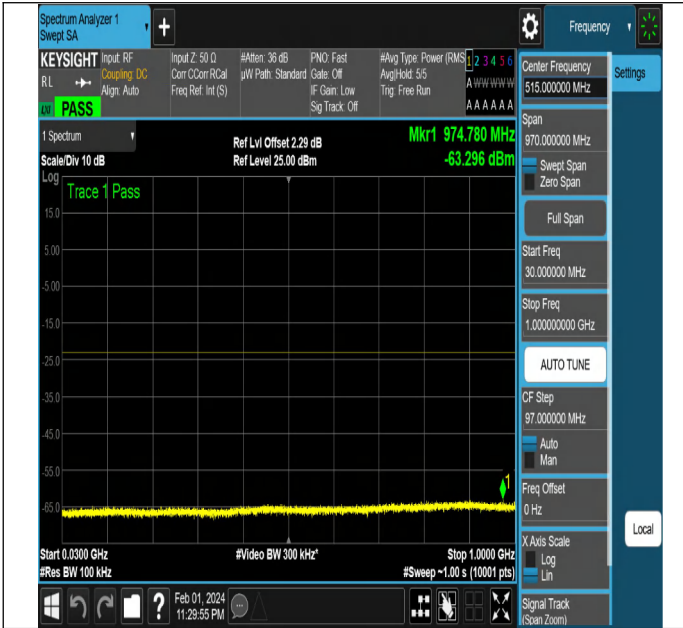 Spectrum Analyzer 1
Swept SA
+
Frequency
KEYSIGHT
RL
Align: Auto
LXI
PASS
Input: RF
Coupling: DC
Input Z: 50 Ω
Corr CCorr RCal
Freq Ref: Int (S)
#Atten: 36 dB
µW Path: Standard
PNO: Fast
Gate: Off
IF Gain: Low
Sig Track: Off
#Avg Type: Power (RMS
Avg|Hold: 5/5
Trig: Free Run
1 2 3 4 5 6
A W W W W W
A A A A A A
1 Spectrum
Scale/Div 10 dB
Ref Lvl Offset 2.29 dB
Ref Level 25.00 dBm
Mkr1 974.780 MHz
-63.296 dBm
Log
Trace 1 Pass
15.0
5.00
-5.00
-15.0
-25.0
-35.0
-45.0
-55.0
-65.0
1
Start 0.0300 GHz
#Res BW 100 kHz
#Video BW 300 kHz*
Stop 1.0000 GHz
#Sweep ~1.00 s (10001 pts)
Feb 01, 2024
11:29:55 PM
?
Center Frequency
515.000000 MHz
Settings
Span
970.000000 MHz
Swept Span
Zero Span
Full Span
Start Freq
30.000000 MHz
Stop Freq
1.000000000 GHz
AUTO TUNE
CF Step
97.000000 MHz
Auto
Man
Freq Offset
0 Hz
Local
X Axis Scale
Log
Lin
Signal Track
(Span Zoom)